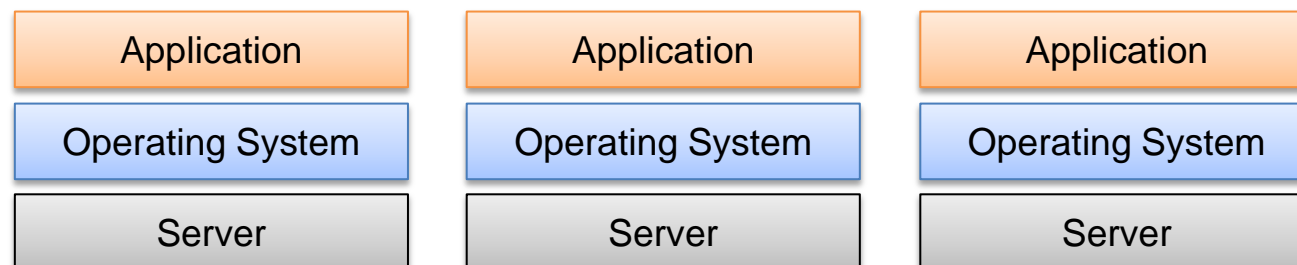 Application Application Application
Operating System Operating System Operating System
Server Server Server